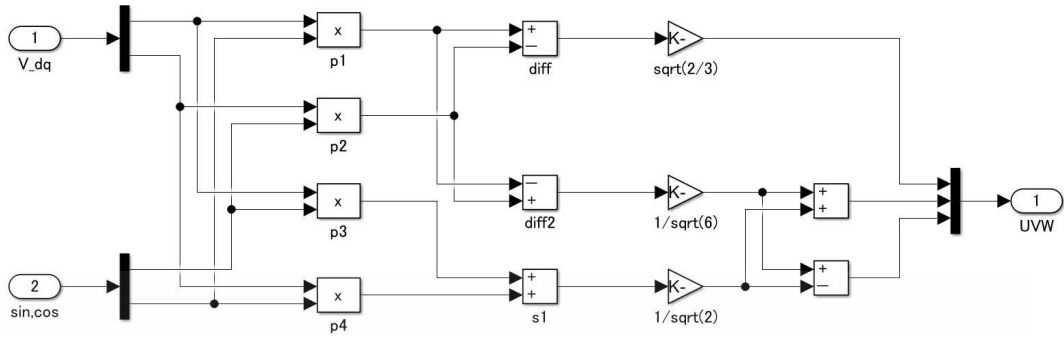 1
V_dq
2
sin,cos
x
p1
x
p2
x
p3
x
p4
+
−
diff
−
+
diff2
+
+
s1
K-
sqrt(2/3)
K-
1/sqrt(6)
K-
1/sqrt(2)
+
+
+
−
1
UVW